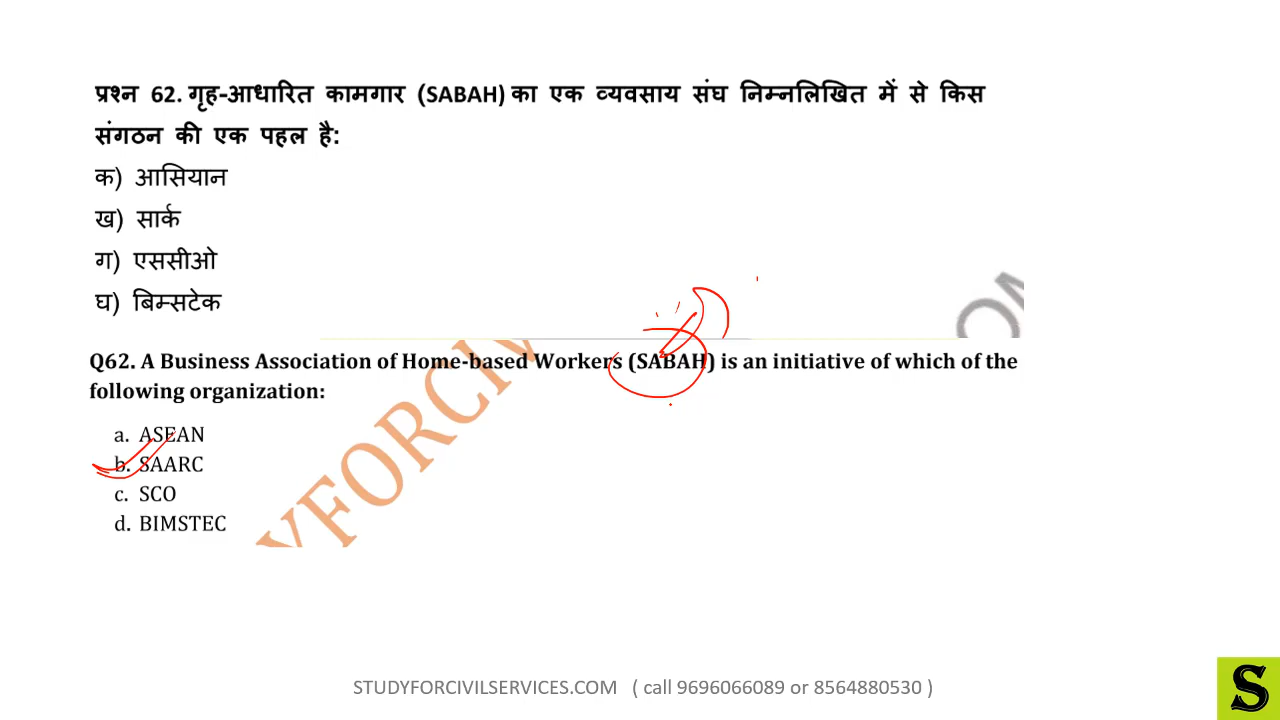 प्रश्न 62. गृह-आधारित कामगार (SABAH) का एक व्यवसाय संघ निम्नलिखित में से किस
संगठन की एक पहल है:
क) आसियान
ख) सार्क
ग) एससीओ
घ) बिम्सटेक
OM
Q62. A Business Association of Home-based Workers (SABAH) is an initiative of which of the
following organization:
a. ASEAN
b. SAARC
c. SCO
d. BIMSTEC
YFORCIV
STUDYFORCIVILSERVICES.COM ( call 9696066089 or 8564880530 )
S